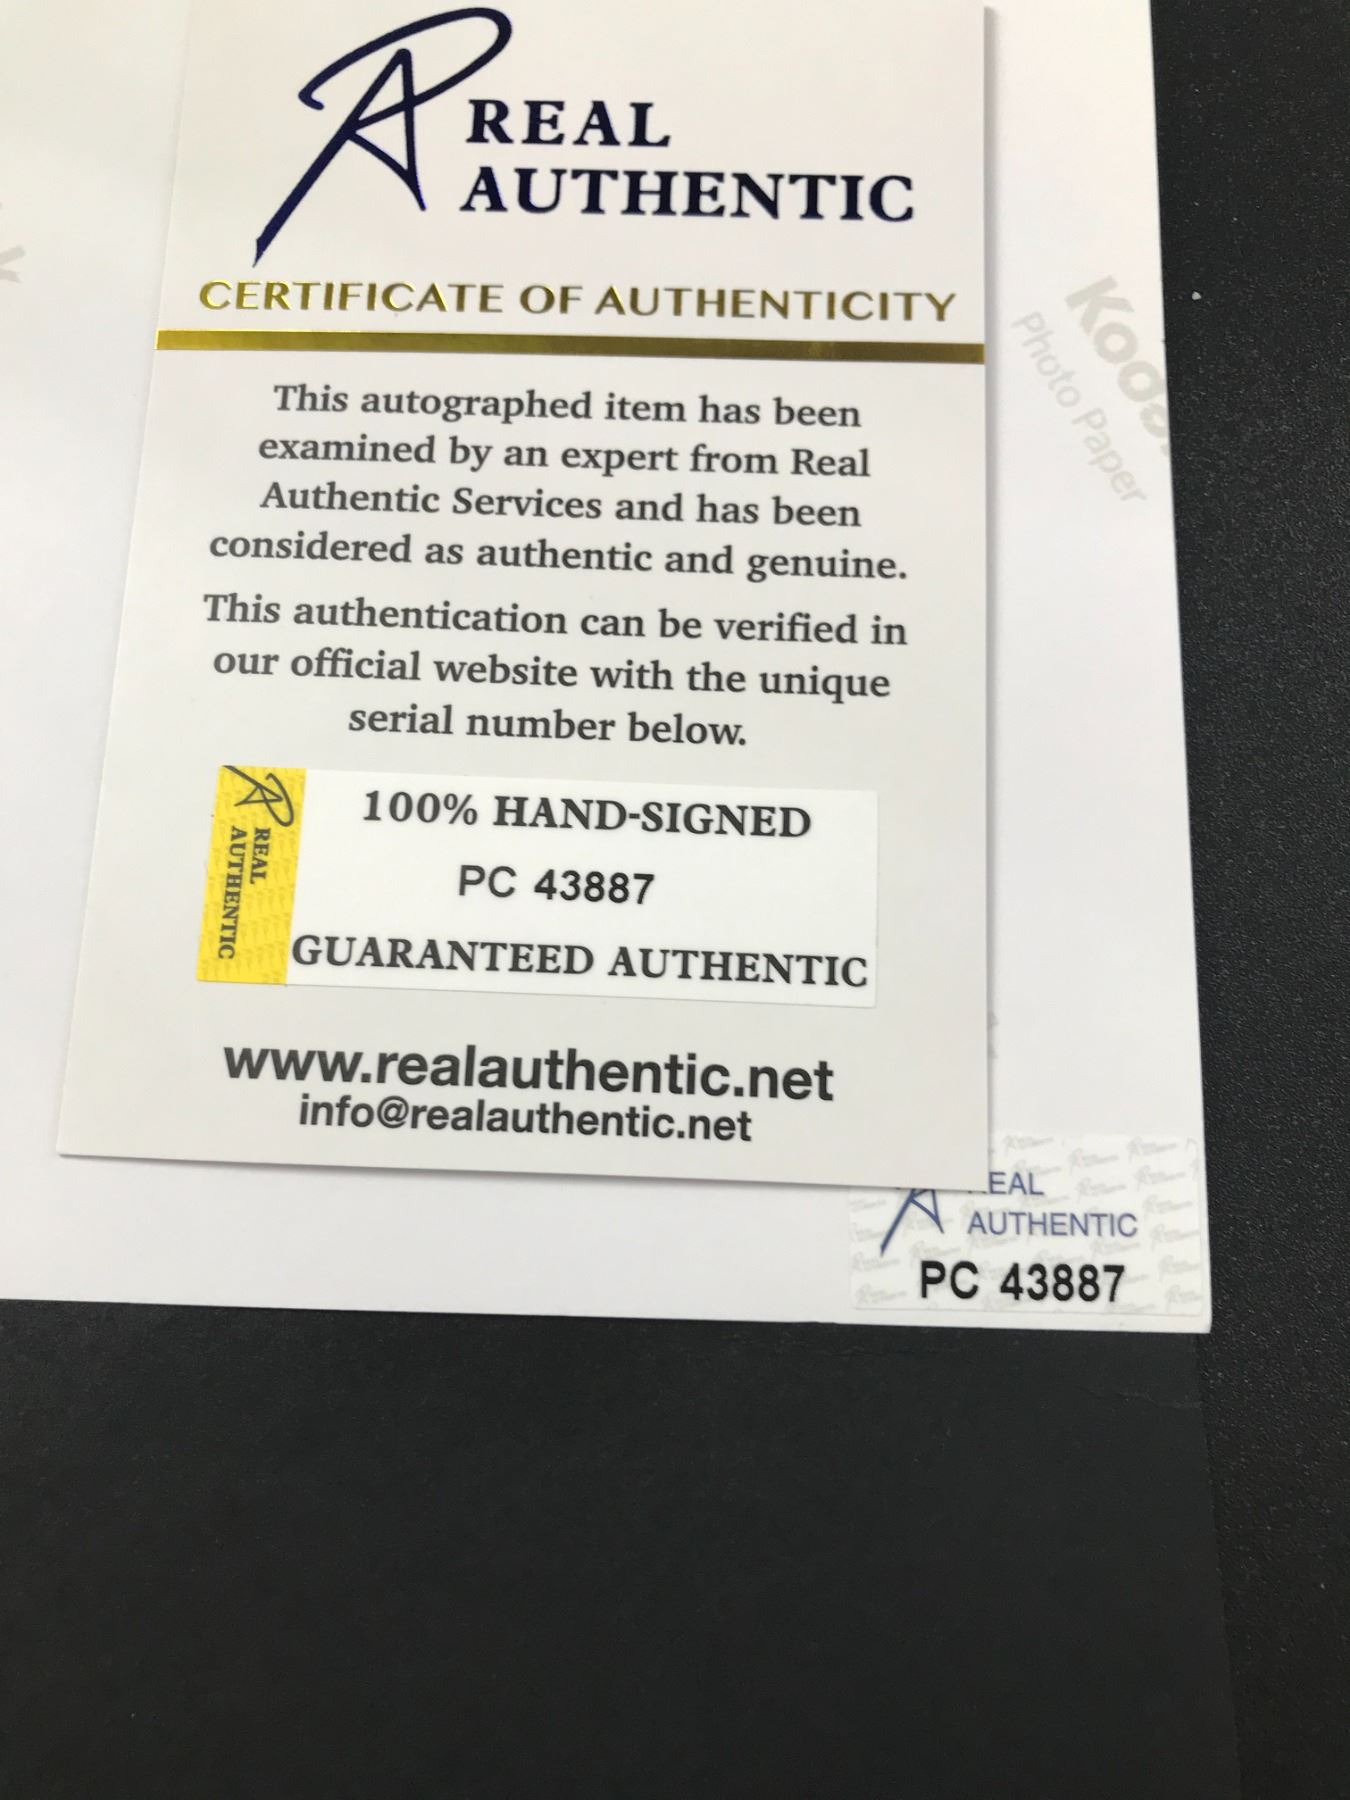 REAL
AUTHENTIC
CERTIFICATE OF AUTHENTICITY
This autographed item has been
examined by an expert from Real
Authentic Services and has been
considered as authentic and genuine.
This authentication can be verified in
our official website with the unique
serial number below.
REAL
AUTHENTIC
100% HAND-SIGNED
PC 43887
GUARANTEED AUTHENTIC
www.realauthentic.net
info@realauthentic.net
Photo Paper
EAL
AUTHENTIC
PC 43887